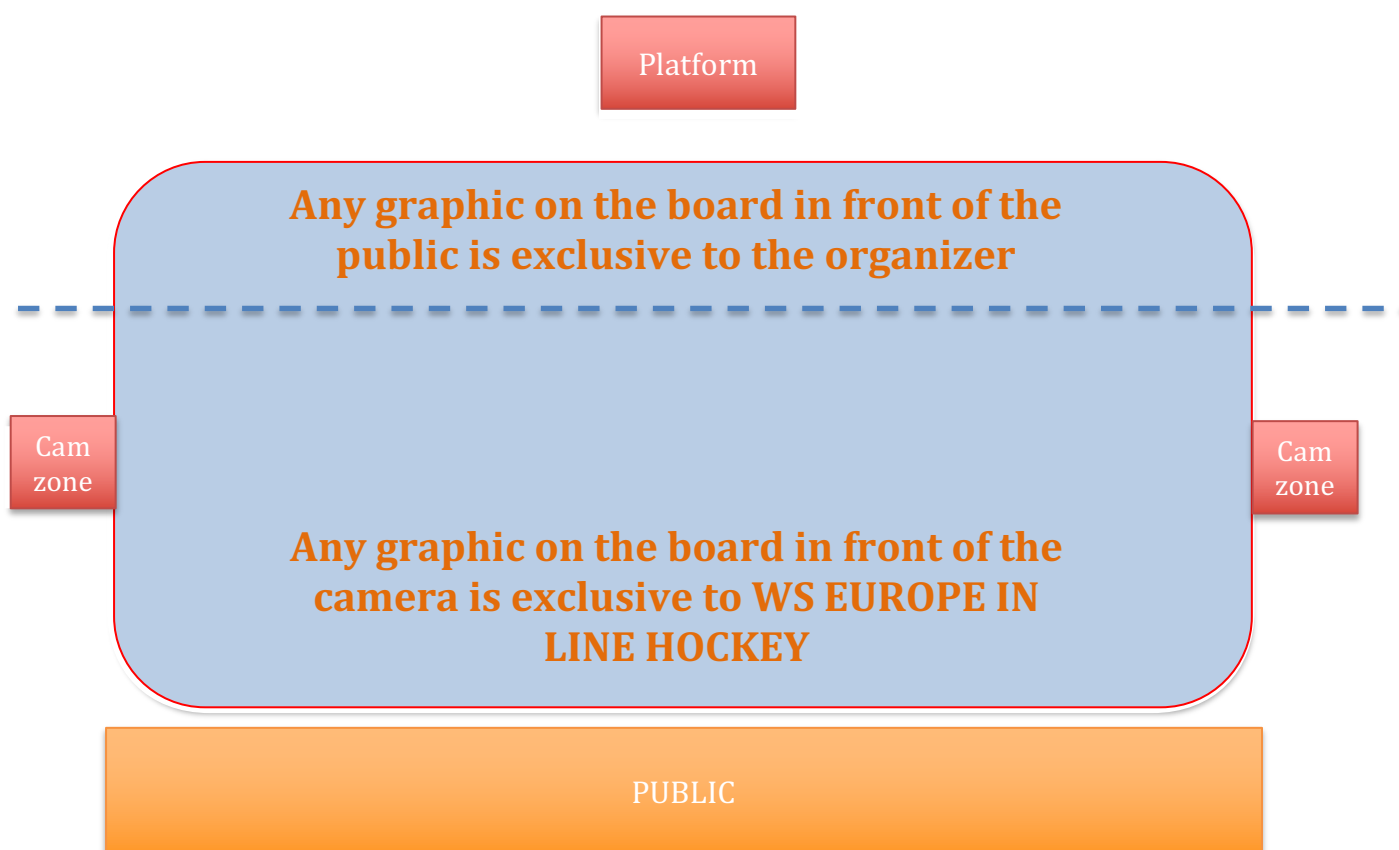 Platform
Any graphic on the board in front of the
public is exclusive to the organizer
Cam
zone
Cam
zone
Any graphic on the board in front of the
camera is exclusive to WS EUROPE IN
LINE HOCKEY
PUBLIC